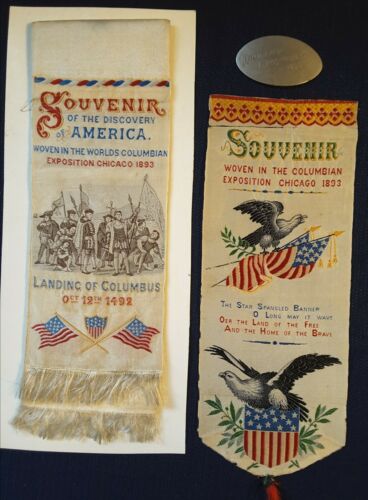 SOUVENIR
OF THE DISCOVERY
OF AMERICA.
WOVEN IN THE WORLDS COLUMBIAN
EXPOSITION CHICAGO 1893
LANDING OF COLUMBUS
OCT 12TH 1492
SOUVENIR
WOVEN IN THE COLUMBIAN
EXPOSITION CHICAGO 1893
THE STAR SPANGLED BANNER
O LONG MAY IT WAVE
OER THE LAND OF THE FREE
AND THE HOME OF THE BRAVE